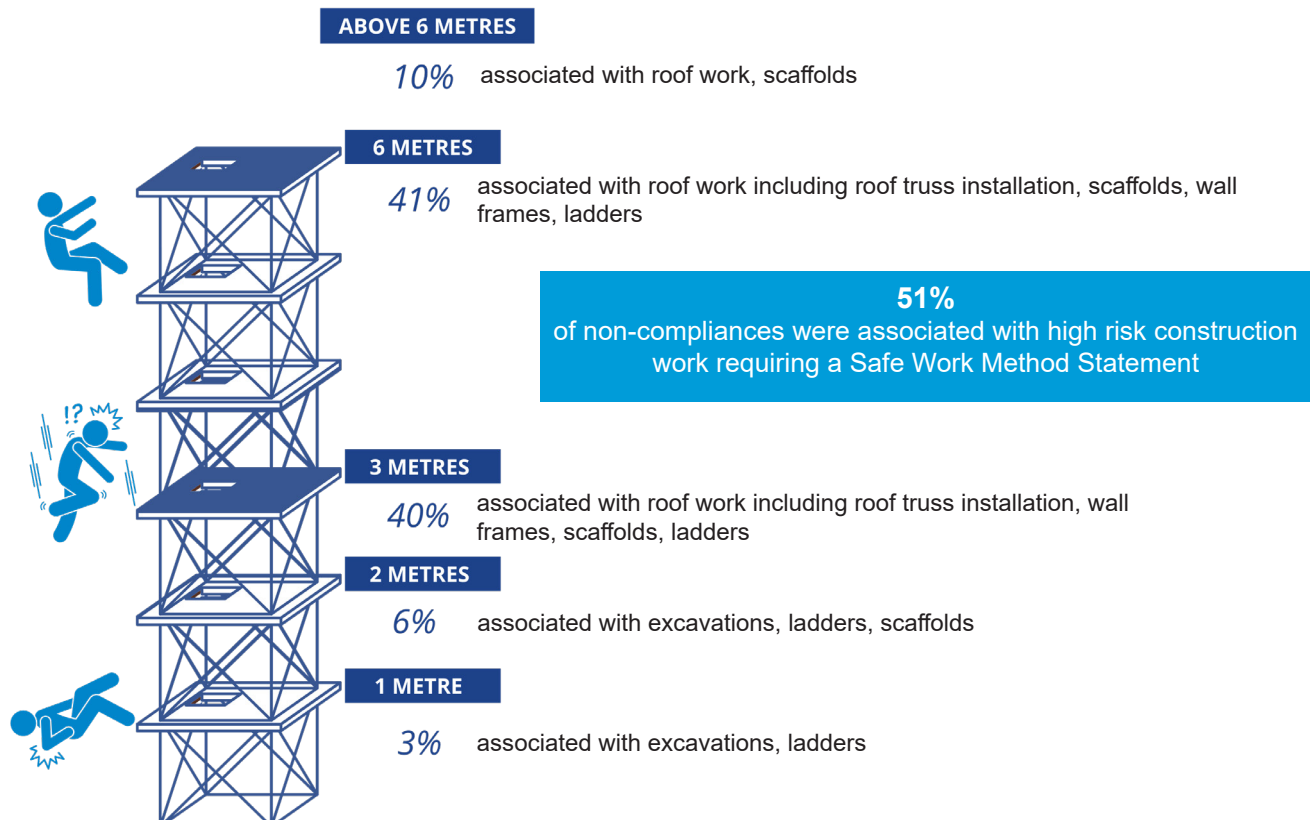 ABOVE 6 METRES
10% associated with roof work, scaffolds
6 METRES
41% associated with roof work including roof truss installation, scaffolds, wall
frames, ladders
51%
of non-compliances were associated with high risk construction
work requiring a Safe Work Method Statement
!?
3 METRES
40% associated with roof work including roof truss installation, wall
frames, scaffolds, ladders
2 METRES
6% associated with excavations, ladders, scaffolds
1 METRE
3% associated with excavations, ladders